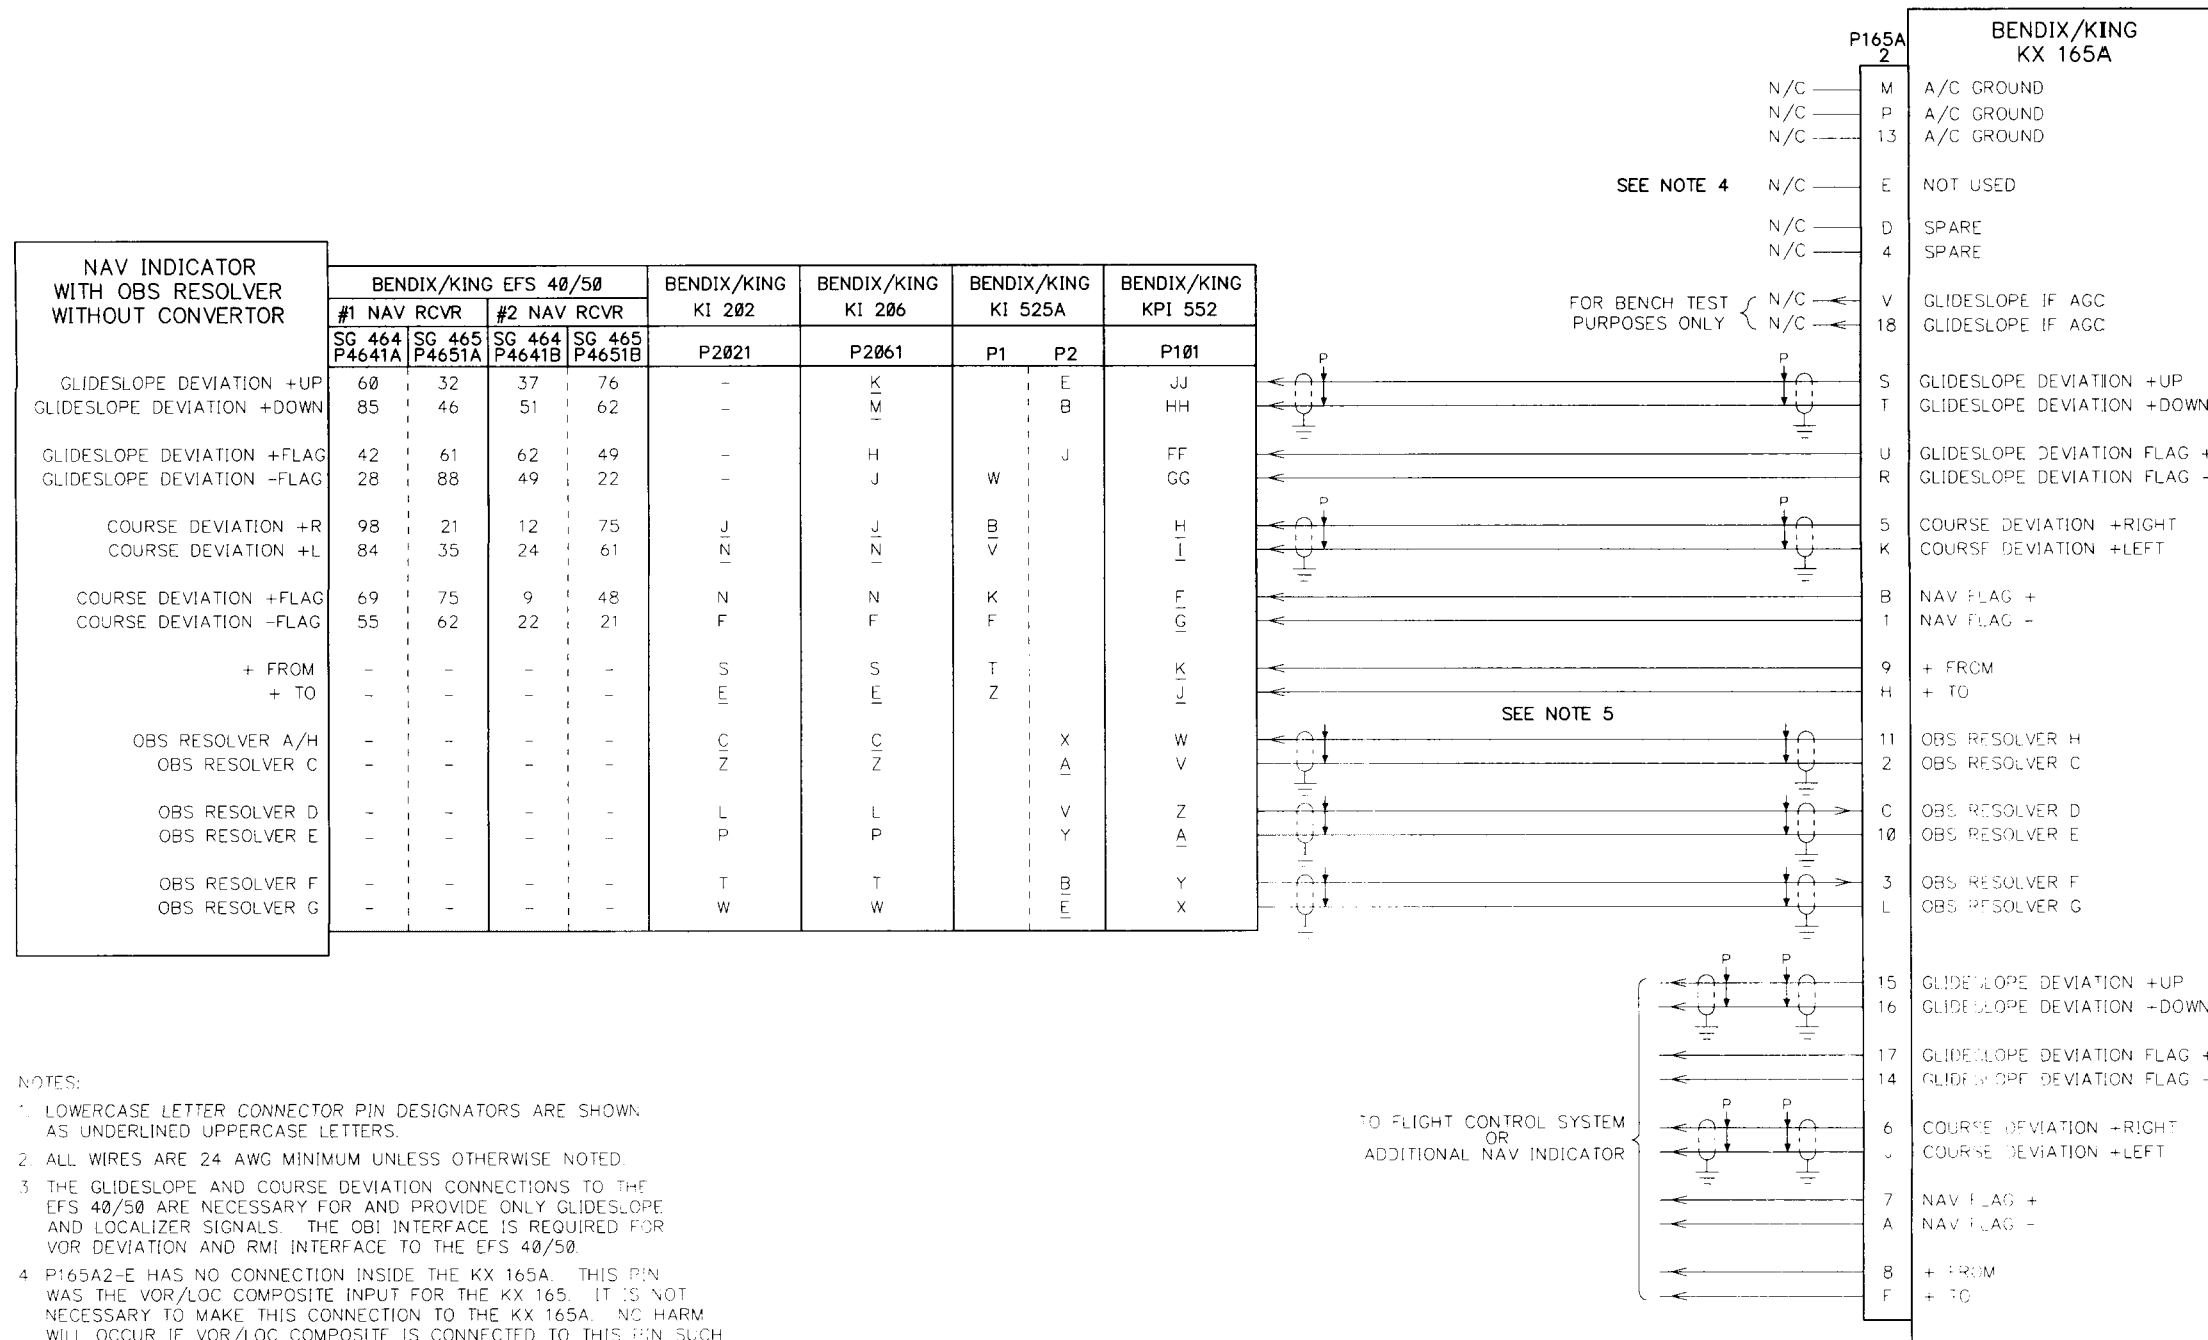 BENDIX/KING
KX 165A
P165A
2
N/C M A/C GROUND
N/C P A/C GROUND
N/C 13 A/C GROUND
SEE NOTE 4 N/C E NOT USED
N/C D SPARE
N/C 4 SPARE
FOR BENCH TEST N/C V GLIDESLOPE IF AGC
PURPOSES ONLY N/C 18 GLIDESLOPE IF AGC
NAV INDICATOR
WITH OBS RESOLVER
WITHOUT CONVERTOR
BENDIX/KING EFS 40/50
#1 NAV RCVR #2 NAV RCVR
SG 464 SG 465 SG 464 SG 465
P4641A P4651A P4641B P4651B
BENDIX/KING
KI 202
P2021
BENDIX/KING
KI 206
P2061
BENDIX/KING
KI 525A
P1 P2
BENDIX/KING
KPI 552
P101
P P
GLIDESLOPE DEVIATION +UP 60 32 37 76 - K E JJ S GLIDESLOPE DEVIATION +UP
GLIDESLOPE DEVIATION +DOWN 85 46 51 62 - M B HH T GLIDESLOPE DEVIATION +DOWN
GLIDESLOPE DEVIATION +FLAG 42 61 62 49 - H J FF U GLIDESLOPE DEVIATION FLAG +
GLIDESLOPE DEVIATION -FLAG 28 88 49 22 - J W GG R GLIDESLOPE DEVIATION FLAG -
P P
COURSE DEVIATION +R 98 21 12 75 J J B H 5 COURSE DEVIATION +RIGHT
COURSE DEVIATION +L 84 35 24 61 N N V I K COURSE DEVIATION +LEFT
COURSE DEVIATION +FLAG 69 75 9 48 N N K F B NAV FLAG +
COURSE DEVIATION -FLAG 55 62 22 21 F F F G 1 NAV FLAG -
+ FROM - - - - S S T K 9 + FROM
+ TO - - - - E E Z J H + TO
SEE NOTE 5
OBS RESOLVER A/H - - - - C C X W 11 OBS RESOLVER H
OBS RESOLVER C - - - - Z Z A V 2 OBS RESOLVER C
OBS RESOLVER D - - - - L L V Z C OBS RESOLVER D
OBS RESOLVER E - - - - P P Y A 10 OBS RESOLVER E
OBS RESOLVER F - - - - T T B Y 3 OBS RESOLVER F
OBS RESOLVER G - - - - W W E X L OBS RESOLVER G
P P
15 GLIDESLOPE DEVIATION +UP
16 GLIDESLOPE DEVIATION +DOWN
17 GLIDESLOPE DEVIATION FLAG +
14 GLIDESLOPE DEVIATION FLAG -
TO FLIGHT CONTROL SYSTEM
OR
ADDITIONAL NAV INDICATOR
P P
6 COURSE DEVIATION +RIGHT
J COURSE DEVIATION +LEFT
7 NAV FLAG +
A NAV FLAG -
8 + FROM
F + TO
NOTES:
1. LOWERCASE LETTER CONNECTOR PIN DESIGNATORS ARE SHOWN
AS UNDERLINED UPPERCASE LETTERS.
2. ALL WIRES ARE 24 AWG MINIMUM UNLESS OTHERWISE NOTED.
3 THE GLIDESLOPE AND COURSE DEVIATION CONNECTIONS TO THE
EFS 40/50 ARE NECESSARY FOR AND PROVIDE ONLY GLIDESLOPE
AND LOCALIZER SIGNALS. THE OBI INTERFACE IS REQUIRED FOR
VOR DEVIATION AND RMI INTERFACE TO THE EFS 40/50.
4 P165A2-E HAS NO CONNECTION INSIDE THE KX 165A. THIS PIN
WAS THE VOR/LOC COMPOSITE INPUT FOR THE KX 165. IT IS NOT
NECESSARY TO MAKE THIS CONNECTION TO THE KX 165A. NO HARM
WILL OCCUR IF VOR/LOC COMPOSITE IS CONNECTED TO THIS PIN SUCH